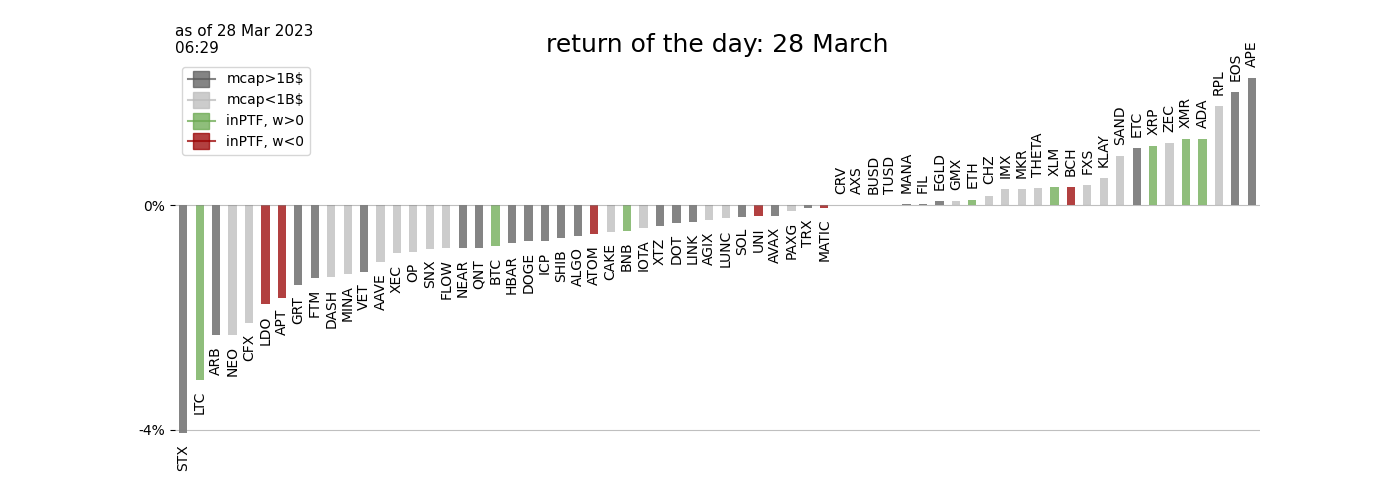 as of 28 Mar 2023
06:29
return of the day: 28 March
mcap>1B$
mcap<1B$
inPTF, w>0
inPTF, w<0
0%
-4%
STX
LTC
ARB
NEO
CFX
LDO
APT
GRT
FTM
DASH
MINA
VET
AAVE
XEC
OP
SNX
FLOW
NEAR
QNT
BTC
HBAR
DOGE
ICP
SHIB
ALGO
ATOM
CAKE
BNB
IOTA
XTZ
DOT
LINK
AGIX
LUNC
SOL
UNI
AVAX
PAXG
TRX
MATIC
CRV
AXS
BUSD
TUSD
MANA
FIL
EGLD
GMX
ETH
CHZ
IMX
MKR
THETA
XLM
BCH
FXS
KLAY
SAND
ETC
XRP
ZEC
XMR
ADA
RPL
EOS
APE